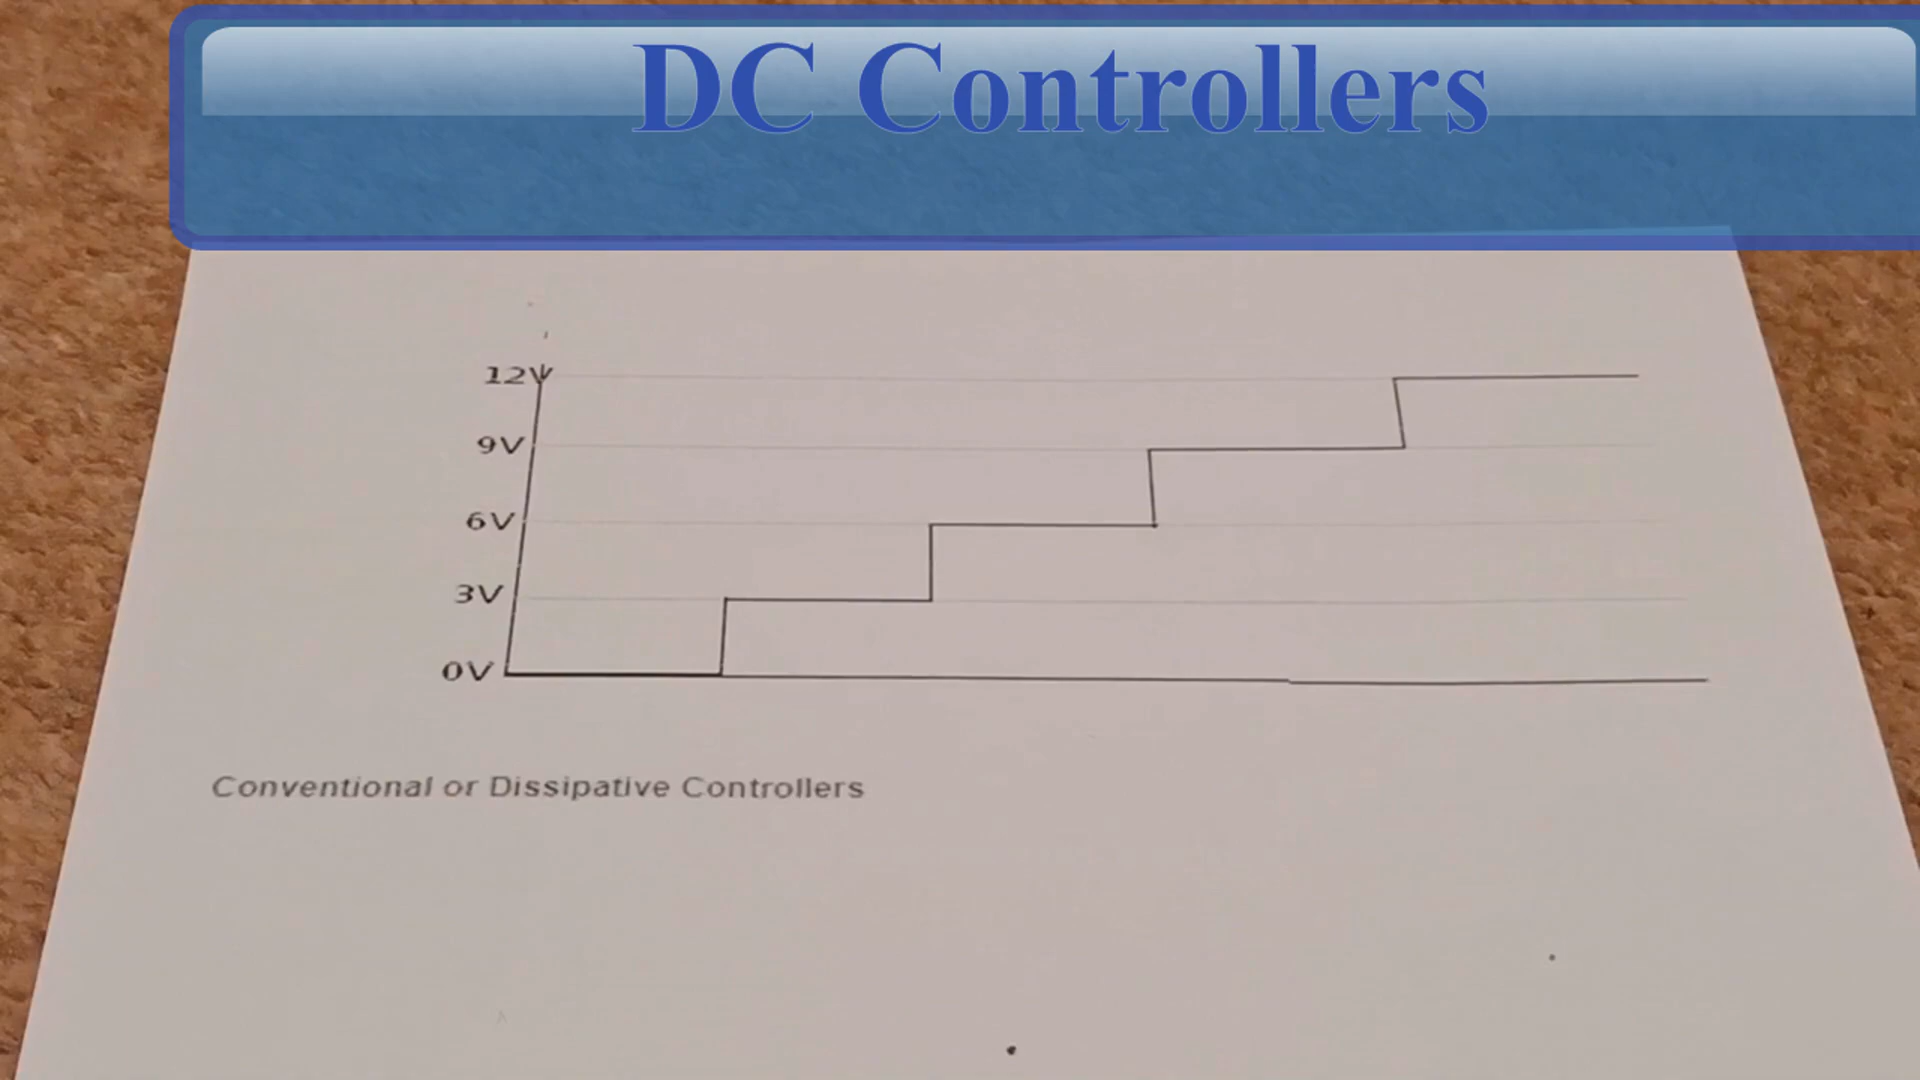 DC Controllers
12V
9V
6V
3V
0V
Conventional or Dissipative Controllers